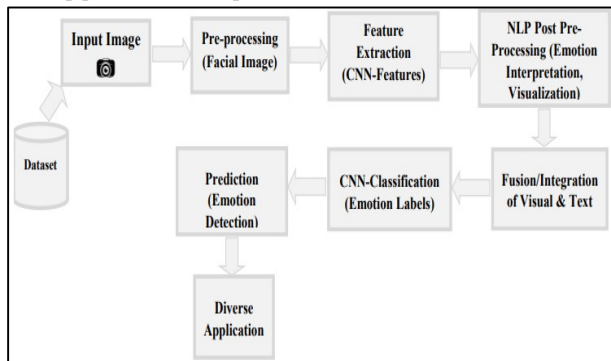 Input Image
Pre-processing
(Facial Image)
Feature
Extraction
(CNN-Features)
NLP Post Pre-
Processing (Emotion
Interpretation,
Visualization)
Dataset
Prediction
(Emotion
Detection)
CNN-Classification
(Emotion Labels)
Fusion/Integration
of Visual & Text
Diverse
Application